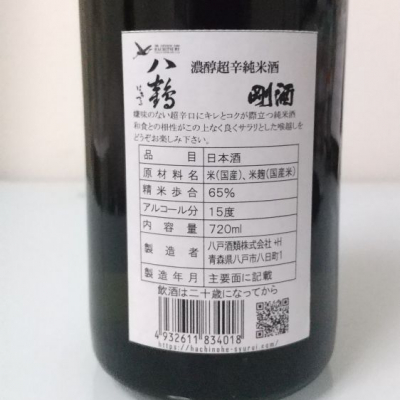 濃醇超辛純米酒
八鶴
はちつる
剛酒
嫌味のない超辛口にキレとコクが際立つ純米酒
和食との相性がこの上なく良くサラリとした喉越しを
どうぞお楽しみ下さい。
品目 日本酒
原材料名 米(国産)、米麹(国産米)
精米歩合 65%
アルコール分 15度
内容量 720ml
製造者 八戸酒類株式会社 +H
青森県八戸市八日町1
製造年月 主要面に記載
飲酒は二十歳になってから
4 932611 834018
https://hachinohe-syurui.com/